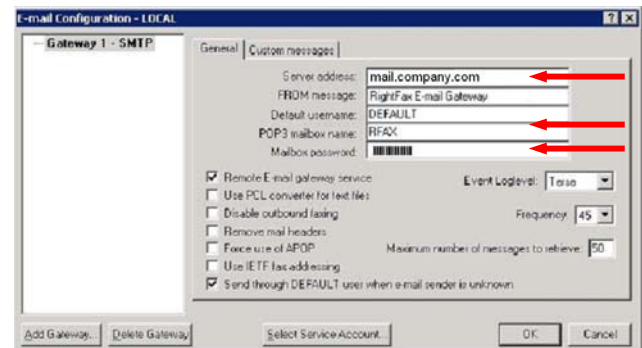 E-mail Configuration - LOCAL
Gateway 1 - SMTP
General Custom messages
Server address: mail.company.com
FROM message: RightFax E-mail Gateway
Default username: DEFAULT
POP3 mailbox name: RFAX
Mailbox password:
Remote E-mail gateway service Event Loglevel: Terse
Use PCL converter for text files
Disable outbound faxing Frequency: 45
Remove mail headers
Force use of APOP Maximum number of messages to retrieve: 50
Use IETF fax addressing
Send through DEFAULT user when e-mail sender is unknown
Add Gateway... Delete Gateway Select Service Account... OK Cancel